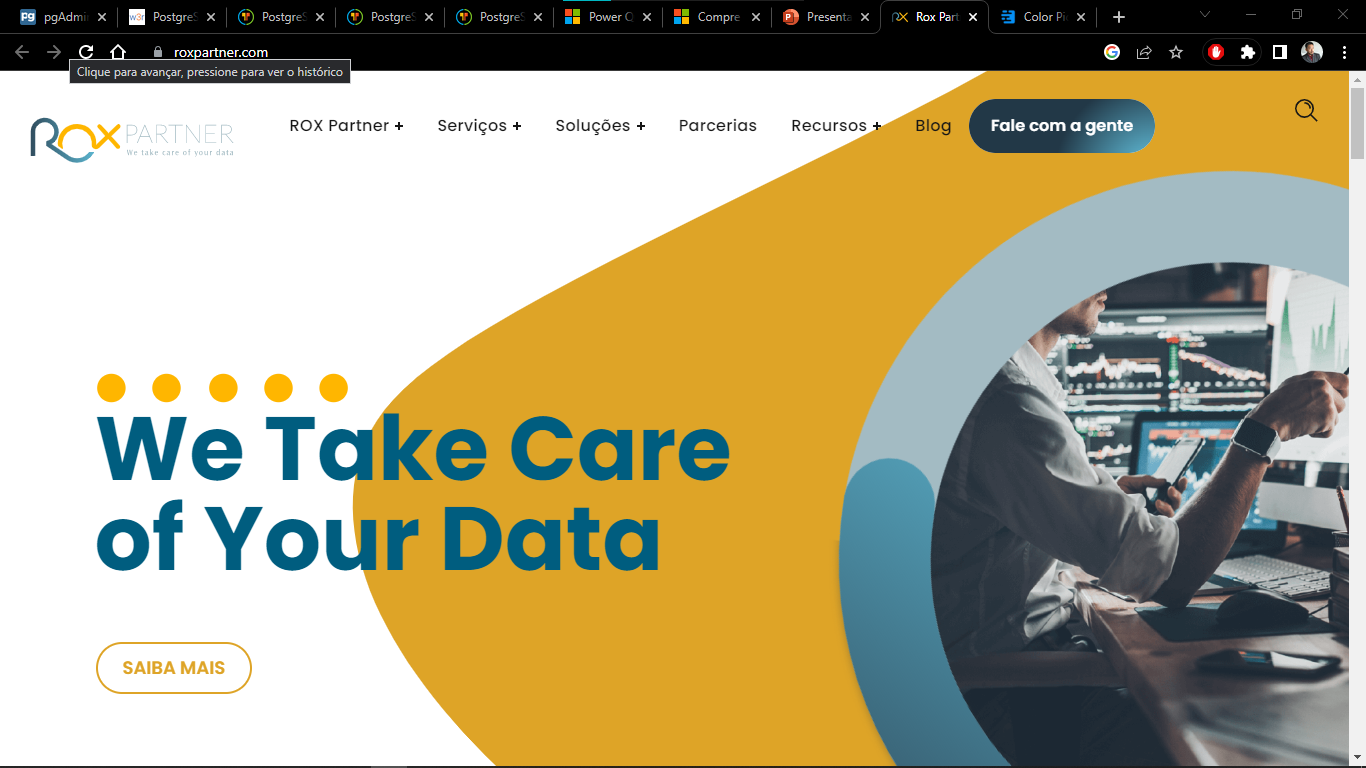 pgAdmi
PostgreS
PostgreS
PostgreS
PostgreS
Power Q
Compre
Presenta
Rox Part
Color Pi
roxpartner.com
Clique para avançar, pressione para ver o histórico
ROX PARTNER
We take care of your data
ROX Partner +
Serviços +
Soluções +
Parcerias
Recursos +
Blog
Fale com a gente
We Take Care
of Your Data
SAIBA MAIS